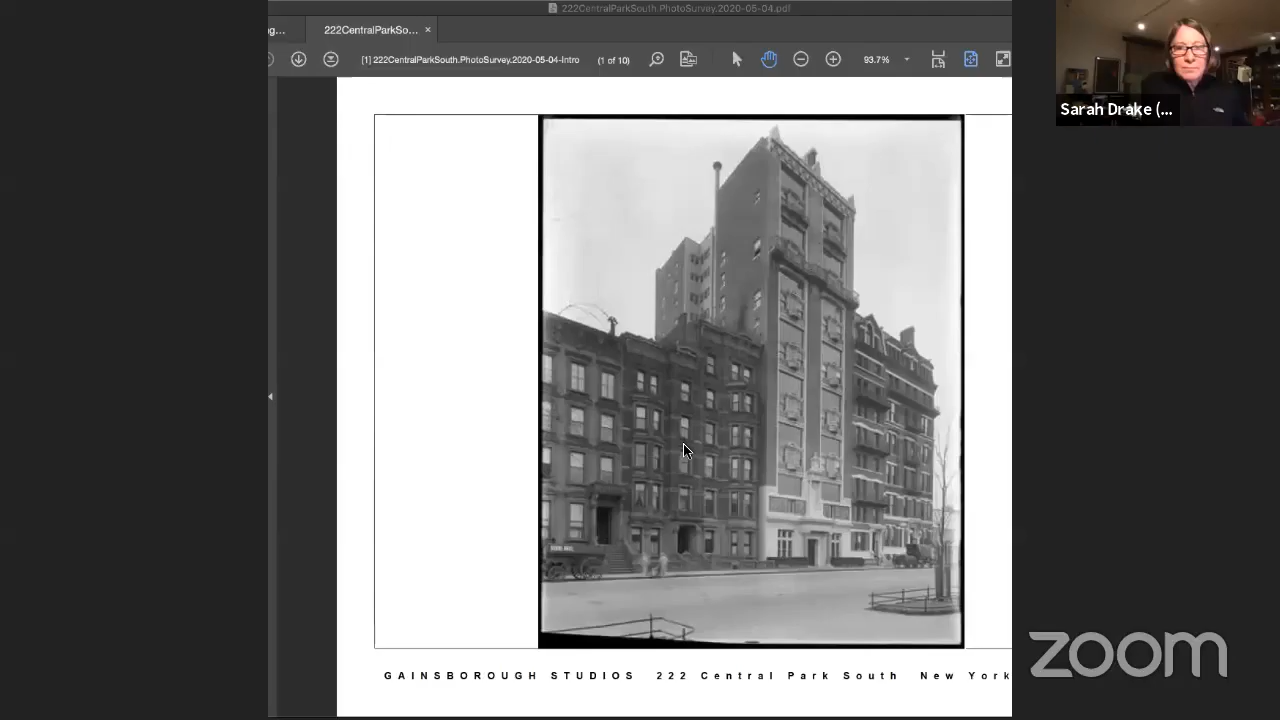 222CentralParkSouth.PhotoSurvey.2020-05-04.pdf
g...
222CentralParkSo... ×
[1] 222CentralParkSouth.PhotoSurvey.2020-05-04-Intro (1 of 10) 93.7%
Sarah Drake (...
GAINSBOROUGH STUDIOS 222 Central Park South New York
zoom